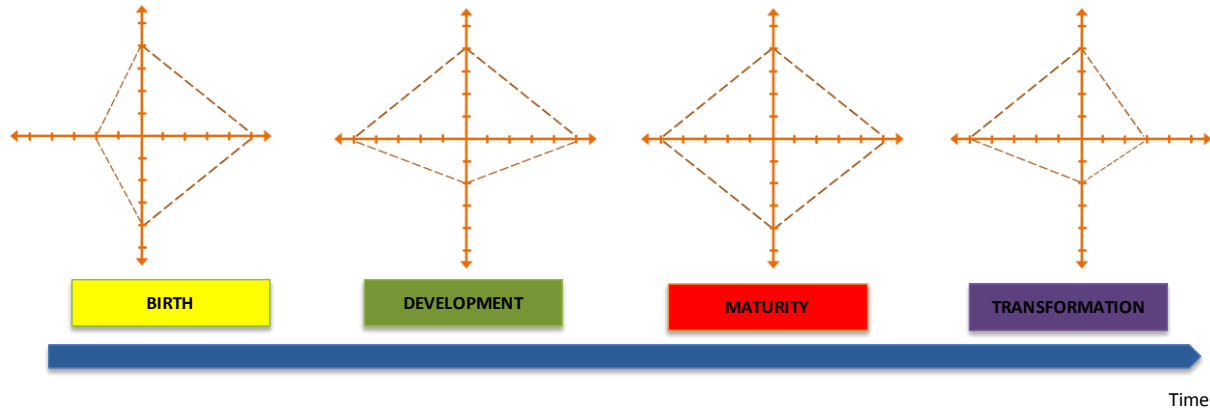 BIRTH
DEVELOPMENT
MATURITY
TRANSFORMATION
Time